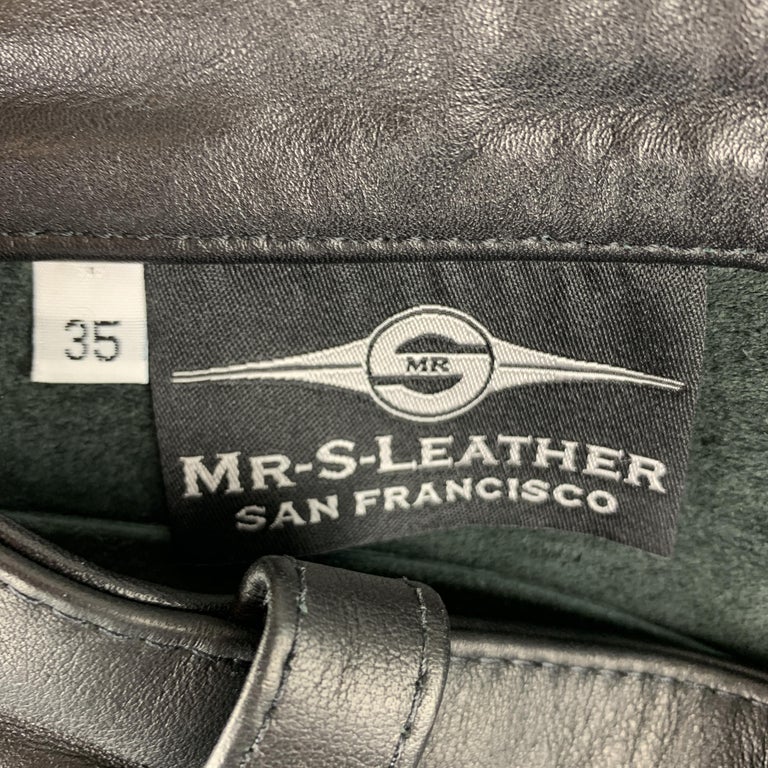 35
MR
MR-S-LEATHER
SAN FRANCISCO